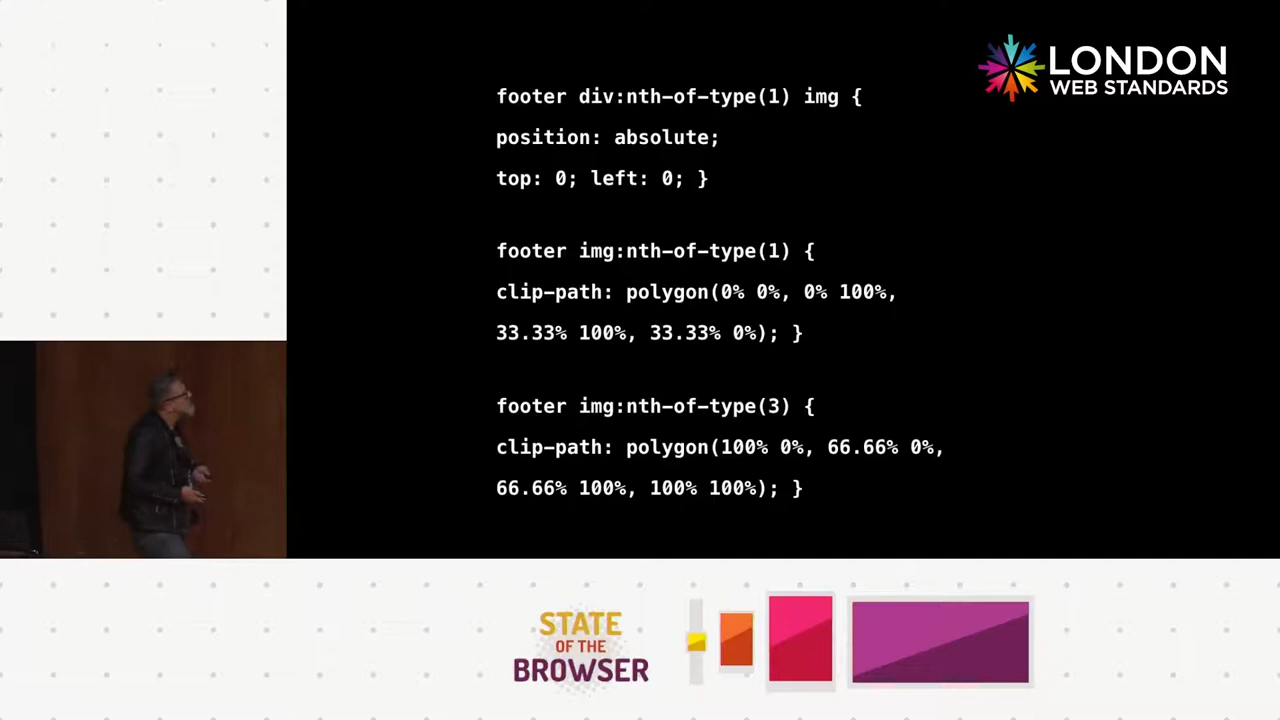 LONDON
WEB STANDARDS
footer div:nth-of-type(1) img {
position: absolute;
top: 0; left: 0; }
footer img:nth-of-type(1) {
clip-path: polygon(0% 0%, 0% 100%,
33.33% 100%, 33.33% 0%); }
footer img:nth-of-type(3) {
clip-path: polygon(100% 0%, 66.66% 0%,
66.66% 100%, 100% 100%); }
STATE
OF THE
BROWSER